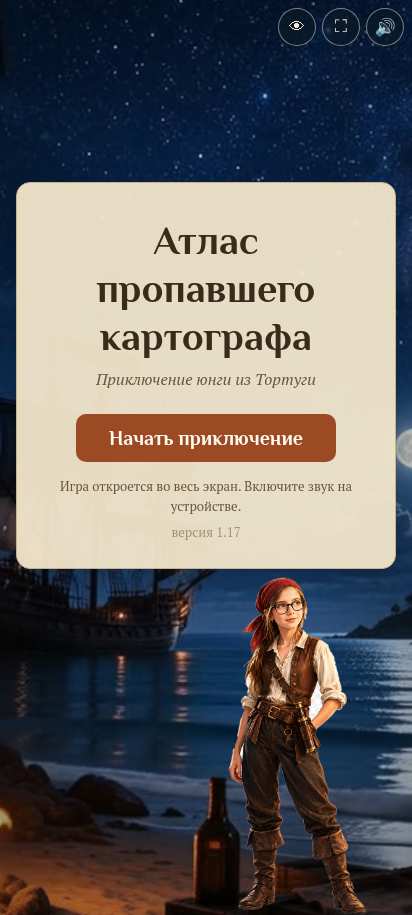 Атлас
пропавшего
картографа
Приключение юнги из Тортуги
Начать приключение
Игра откроется во весь экран. Включите звук на
устройстве.
версия 1.17